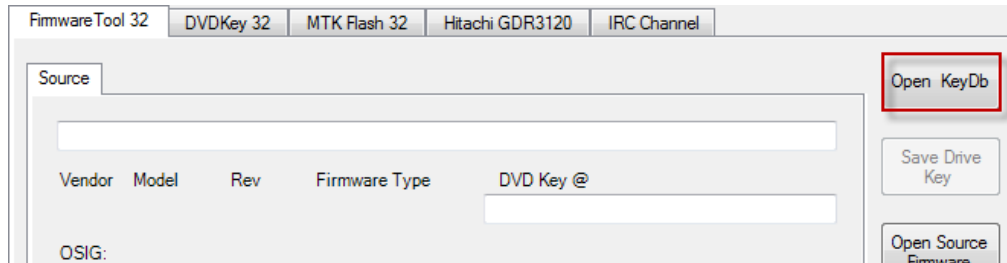 FirmwareTool 32 DVDKey 32 MTK Flash 32 Hitachi GDR3120 IRC Channel
Source
Open KeyDb
Save Drive
Key
Vendor Model Rev Firmware Type DVD Key @
OSIG:
Open Source
Firmware